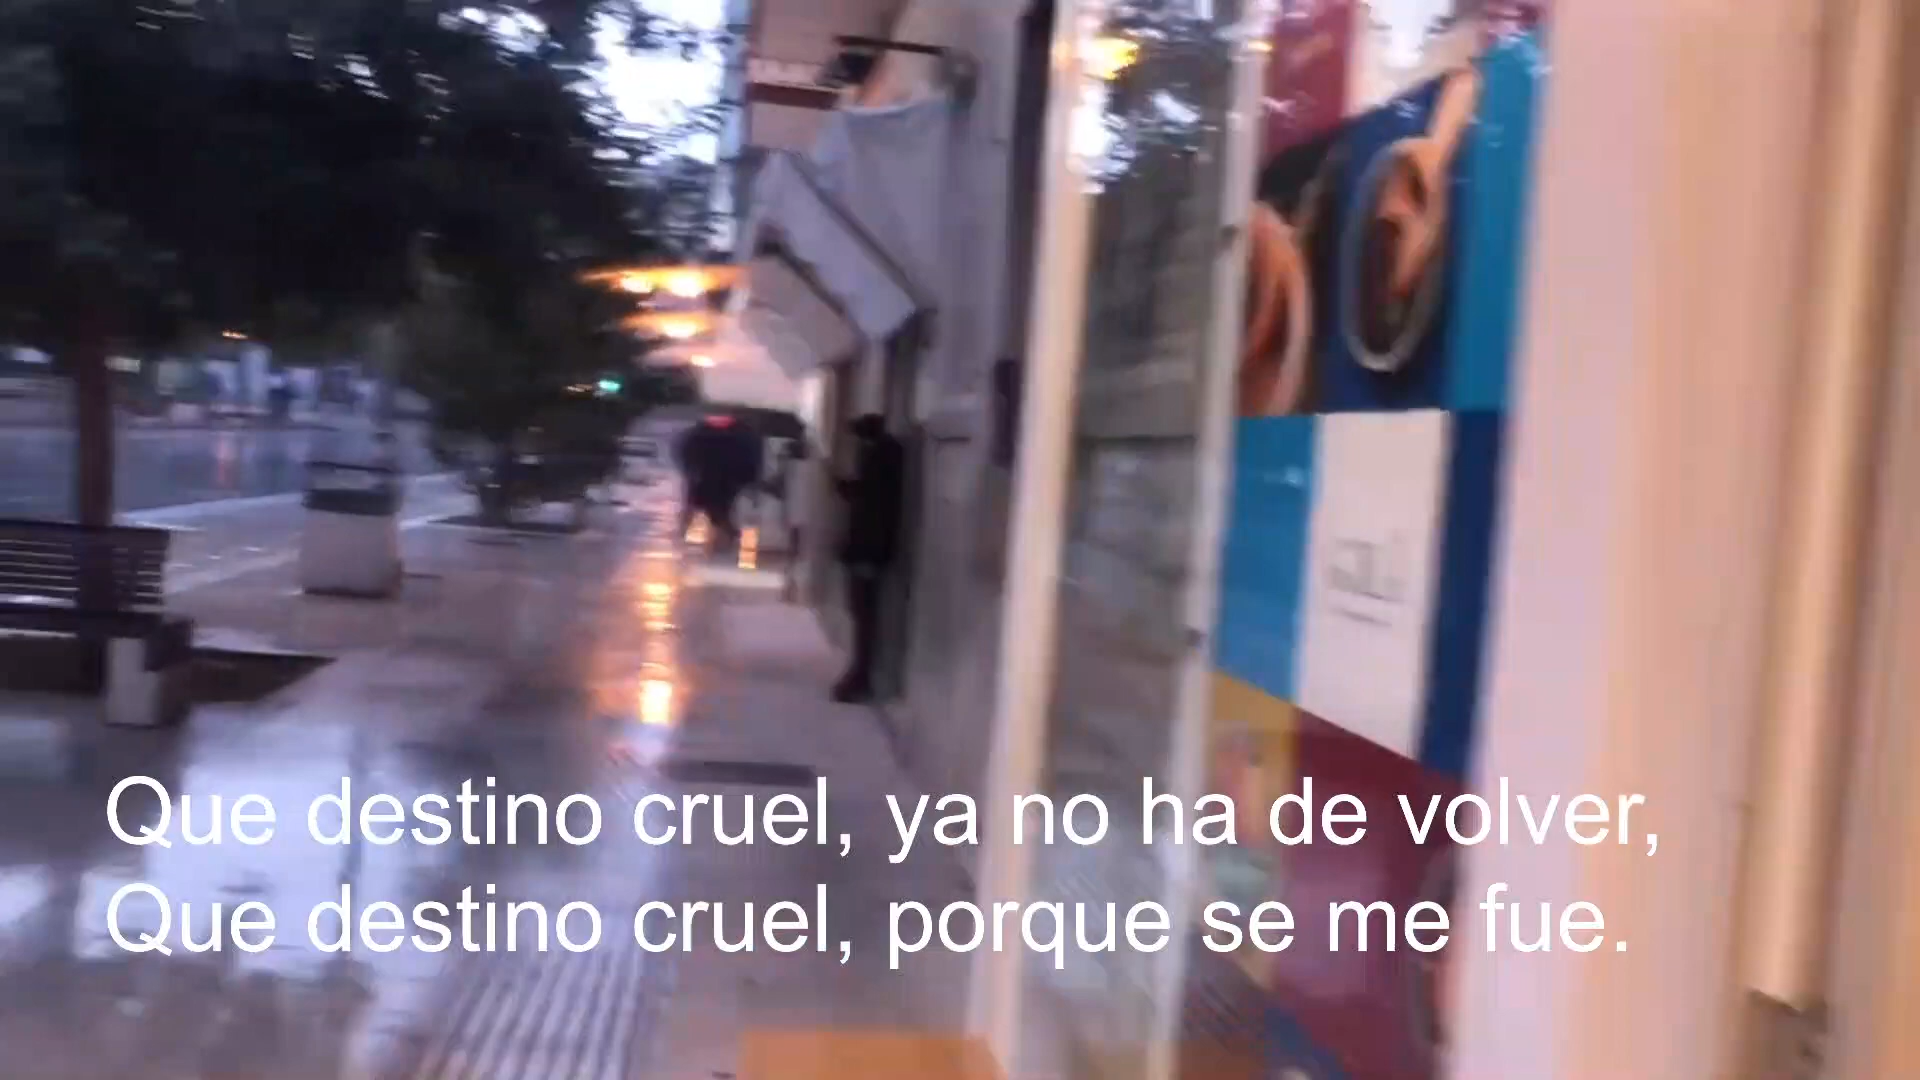 Que destino cruel, ya no ha de volver,
Que destino cruel, porque se me fue.